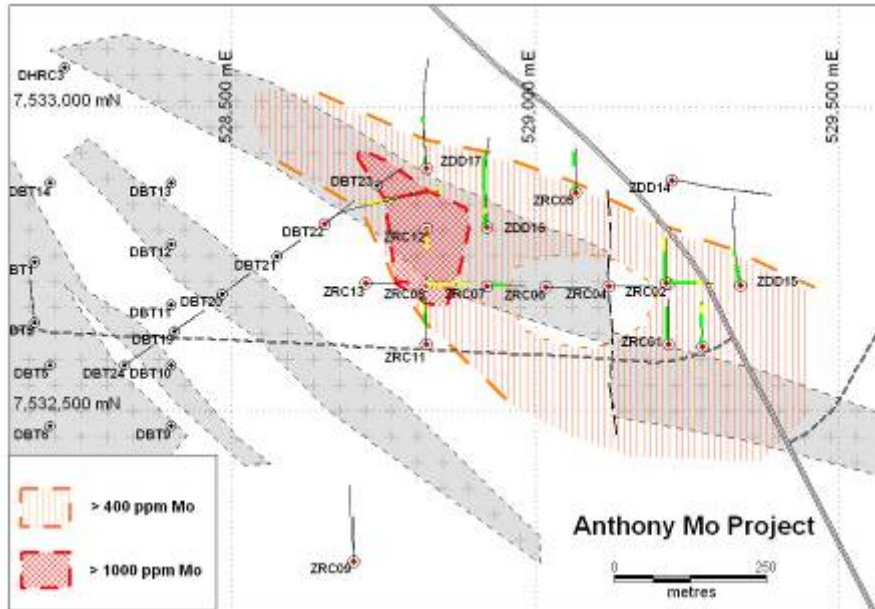 528,500 mE
529,000 mE
529,500 mE
DHRC3
7,533,000 mN
ZDD17
DBT14
DBT13
DBT23
ZRC05
ZDD14
DBT22
ZRC12
ZDD16
DBT12
BT1
DBT21
ZRC13
ZRC08
ZRC07
ZRC06
ZRC04
ZRC02
ZDD15
DBT20
DBT11
DBT19
ZRC11
ZRC01
DBT5
DBT24
DBT10
7,532,500 mN
DBT6
DBT9
> 400 ppm Mo
> 1000 ppm Mo
ZRC09
Anthony Mo Project
0
250
metres